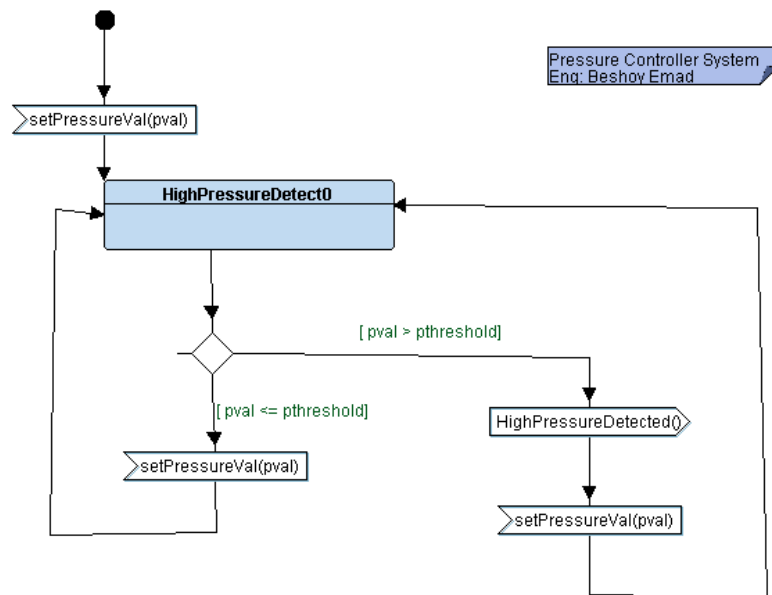 Pressure Controller System
Eng: Beshoy Emad
setPressureVal(pval)
HighPressureDetect0
[ pval > pthreshold]
[ pval <= pthreshold]
HighPressureDetected()
setPressureVal(pval)
setPressureVal(pval)